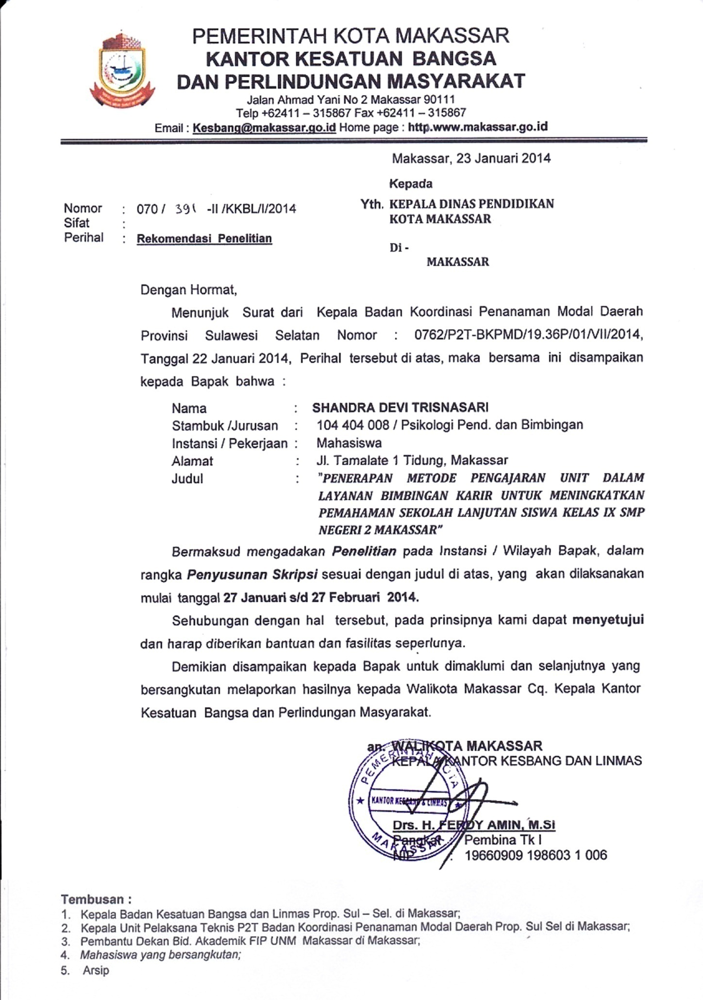 PEMERINTAH KOTA MAKASSAR
KANTOR KESATUAN BANGSA
DAN PERLINDUNGAN MASYARAKAT
Jalan Ahmad Yani No 2 Makassar 90111
Telp +62411 – 315867 Fax +62411 – 315867
Email : Kesbang@makassar.go.id Home page : http.www.makassar.go.id
Makassar, 23 Januari 2014
Kepada
Yth. KEPALA DINAS PENDIDIKAN
KOTA MAKASSAR
Di -
MAKASSAR
Nomor : 070 / 391 -II /KKBL/I/2014
Sifat :
Perihal : Rekomendasi Penelitian
Dengan Hormat,
Menunjuk Surat dari Kepala Badan Koordinasi Penanaman Modal Daerah
Provinsi Sulawesi Selatan Nomor : 0762/P2T-BKPMD/19.36P/01/VII/2014,
Tanggal 22 Januari 2014, Perihal tersebut di atas, maka bersama ini disampaikan
kepada Bapak bahwa :
Nama : SHANDRA DEVI TRISNASARI
Stambuk /Jurusan : 104 404 008 / Psikologi Pend. dan Bimbingan
Instansi / Pekerjaan : Mahasiswa
Alamat : Jl. Tamalate 1 Tidung, Makassar
Judul : "PENERAPAN METODE PENGAJARAN UNIT DALAM
LAYANAN BIMBINGAN KARIR UNTUK MENINGKATKAN
PEMAHAMAN SEKOLAH LANJUTAN SISWA KELAS IX SMP
NEGERI 2 MAKASSAR"
Bermaksud mengadakan Penelitian pada Instansi / Wilayah Bapak, dalam
rangka Penyusunan Skripsi sesuai dengan judul di atas, yang akan dilaksanakan
mulai tanggal 27 Januari s/d 27 Februari 2014.
Sehubungan dengan hal tersebut, pada prinsipnya kami dapat menyetujui
dan harap diberikan bantuan dan fasilitas seperlunya.
Demikian disampaikan kepada Bapak untuk dimaklumi dan selanjutnya yang
bersangkutan melaporkan hasilnya kepada Walikota Makassar Cq. Kepala Kantor
Kesatuan Bangsa dan Perlindungan Masyarakat.
an. WALIKOTA MAKASSAR
KEPALA KANTOR KESBANG DAN LINMAS
PEMERINTAH KOTA
KANTOR KESBANG & LINMAS
MAKASSAR
Drs. H. FERDY AMIN, M.Si
Pangkat Pembina Tk I
NIP : 19660909 198603 1 006
Tembusan :
1. Kepala Badan Kesatuan Bangsa dan Linmas Prop. Sul – Sel. di Makassar;
2. Kepala Unit Pelaksana Teknis P2T Badan Koordinasi Penanaman Modal Daerah Prop. Sul Sel di Makassar;
3. Pembantu Dekan Bid. Akademik FIP UNM Makassar di Makassar;
4. Mahasiswa yang bersangkutan;
5. Arsip